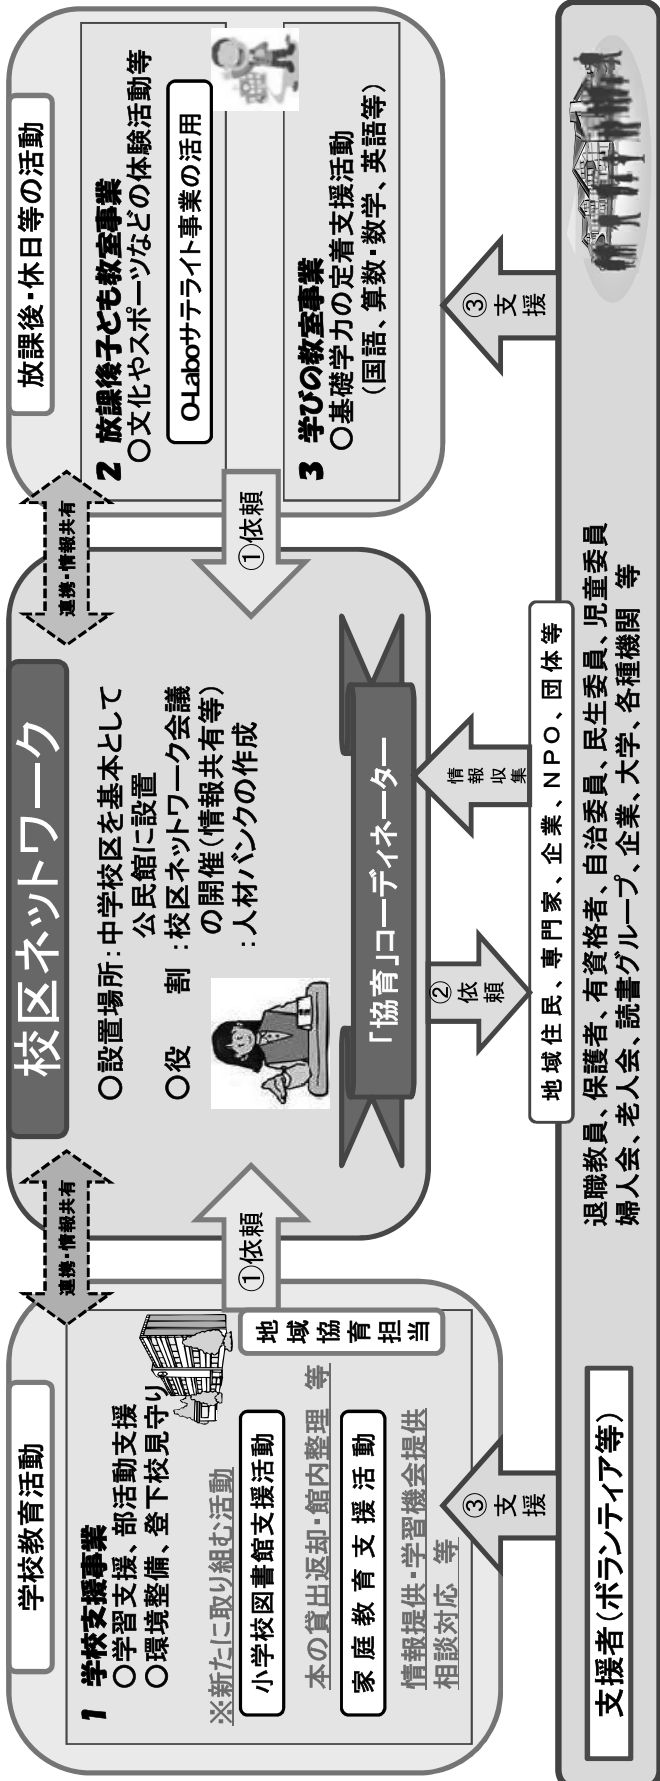 学校教育活動
1 学校支援事業
○学習支援、部活動支援
○環境整備、登下校見守り
※新たに取り組む活動
小学校図書館支援活動
本の貸出返却・館内整理 等
家庭教育支援活動
情報提供・学習機会提供
相談対応 等
地域協育担当
連携・情報共有
①依頼
校区ネットワーク
○設置場所:中学校区を基本として
公民館に設置
○役 割 :校区ネットワーク会議
の開催(情報共有等)
:人材バンクの作成
「協育」コーディネーター
連携・情報共有
①依頼
放課後・休日等の活動
2 放課後子ども教室事業
○文化やスポーツなどの体験活動等
O-Laboサテライト事業の活用
3 学びの教室事業
○基礎学力の定着支援活動
(国語、算数・数学、英語等)
③支援
②依頼
情報収集
③支援
地域住民、専門家、企業、NPO、団体等
支援者(ボランティア等)
退職教員、保護者、有資格者、自治委員、民生委員、児童委員
婦人会、老人会、読書グループ、企業、大学、各種機関 等